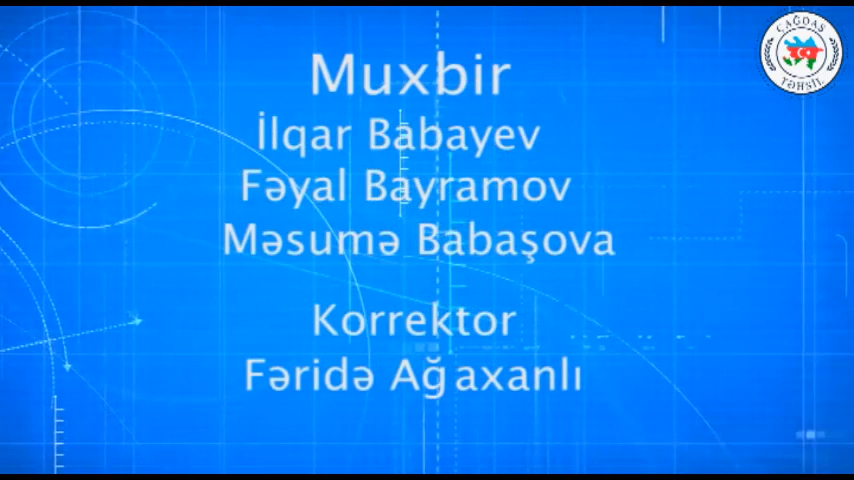 Muxbir
İlqar Babayev
Fəyal Bayramov
Məsumə Babaşova
Korrektor
Fəridə Ağaxanlı
ÇAĞDAŞ
TƏHSİL